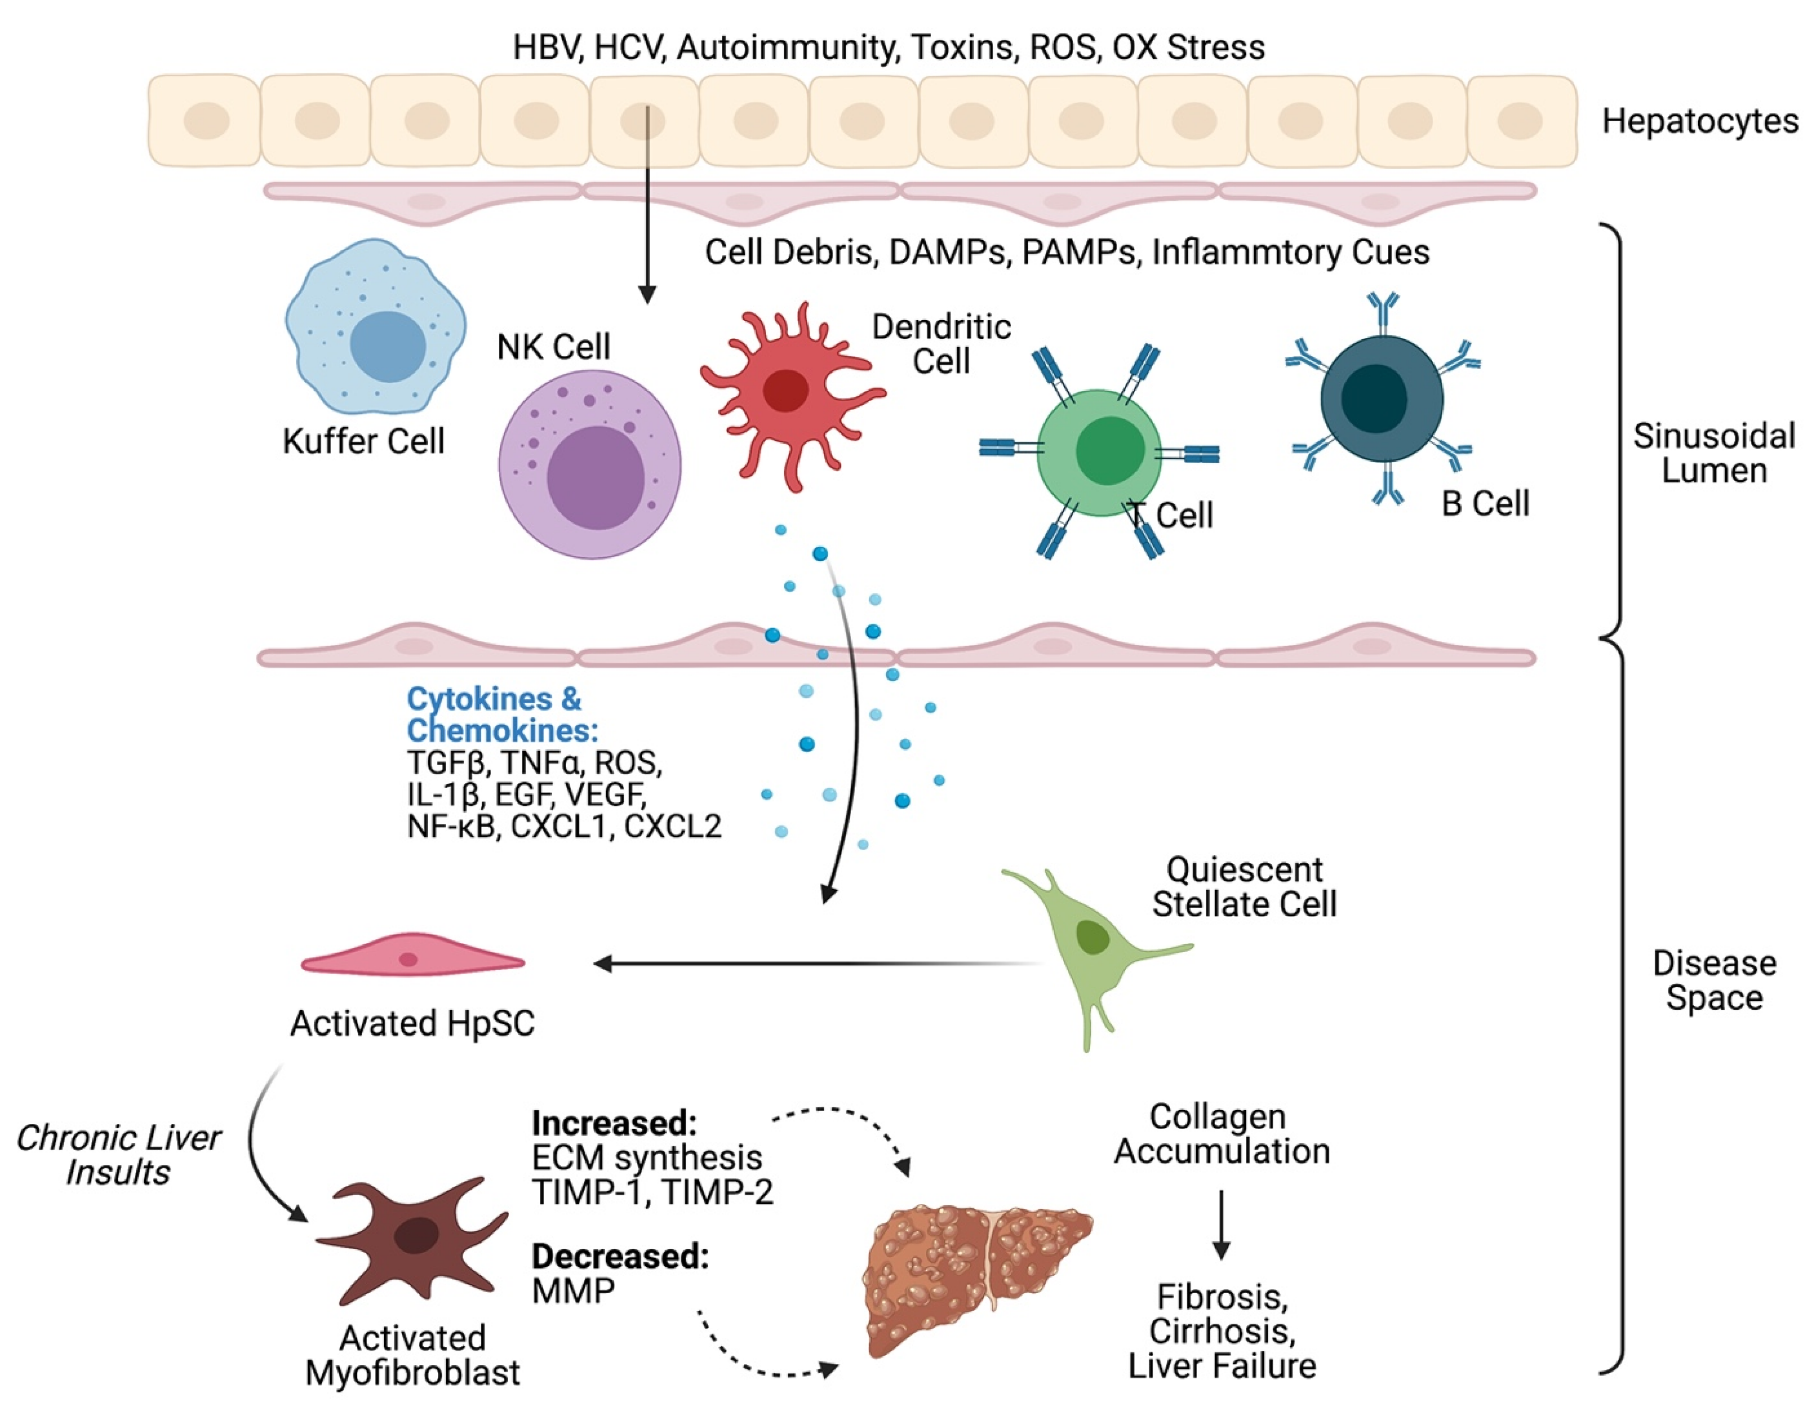 HBV, HCV, Autoimmunity, Toxins, ROS, OX Stress
Hepatocytes
Cell Debris, DAMPs, PAMPs, Inflammtory Cues
Kuffer Cell
NK Cell
Dendritic
Cell
T Cell
B Cell
Sinusoidal
Lumen
Cytokines &
Chemokines:
TGFβ, TNFα, ROS,
IL-1β, EGF, VEGF,
NF-κB, CXCL1, CXCL2
Quiescent
Stellate Cell
Activated HpSC
Disease
Space
Chronic Liver
Insults
Activated
Myofibroblast
Increased:
ECM synthesis
TIMP-1, TIMP-2
Decreased:
MMP
Collagen
Accumulation
Fibrosis,
Cirrhosis,
Liver Failure